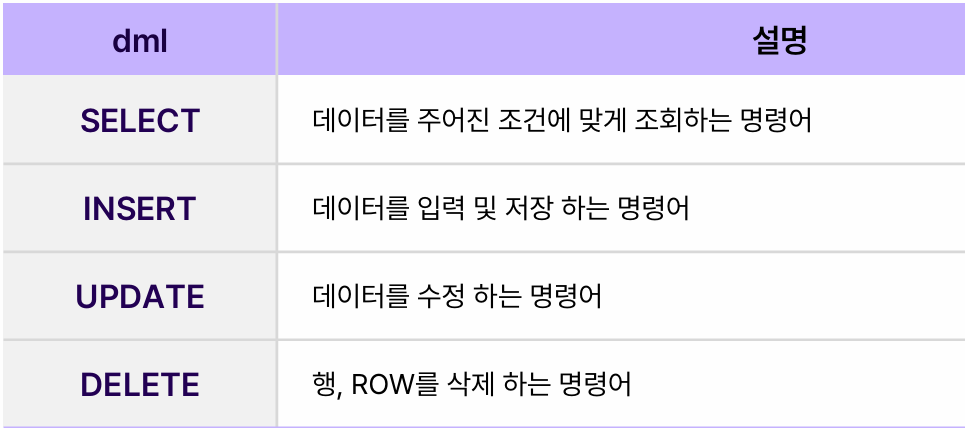 dml 설명
SELECT 데이터를 주어진 조건에 맞게 조회하는 명령어
INSERT 데이터를 입력 및 저장 하는 명령어
UPDATE 데이터를 수정 하는 명령어
DELETE 행, ROW를 삭제 하는 명령어